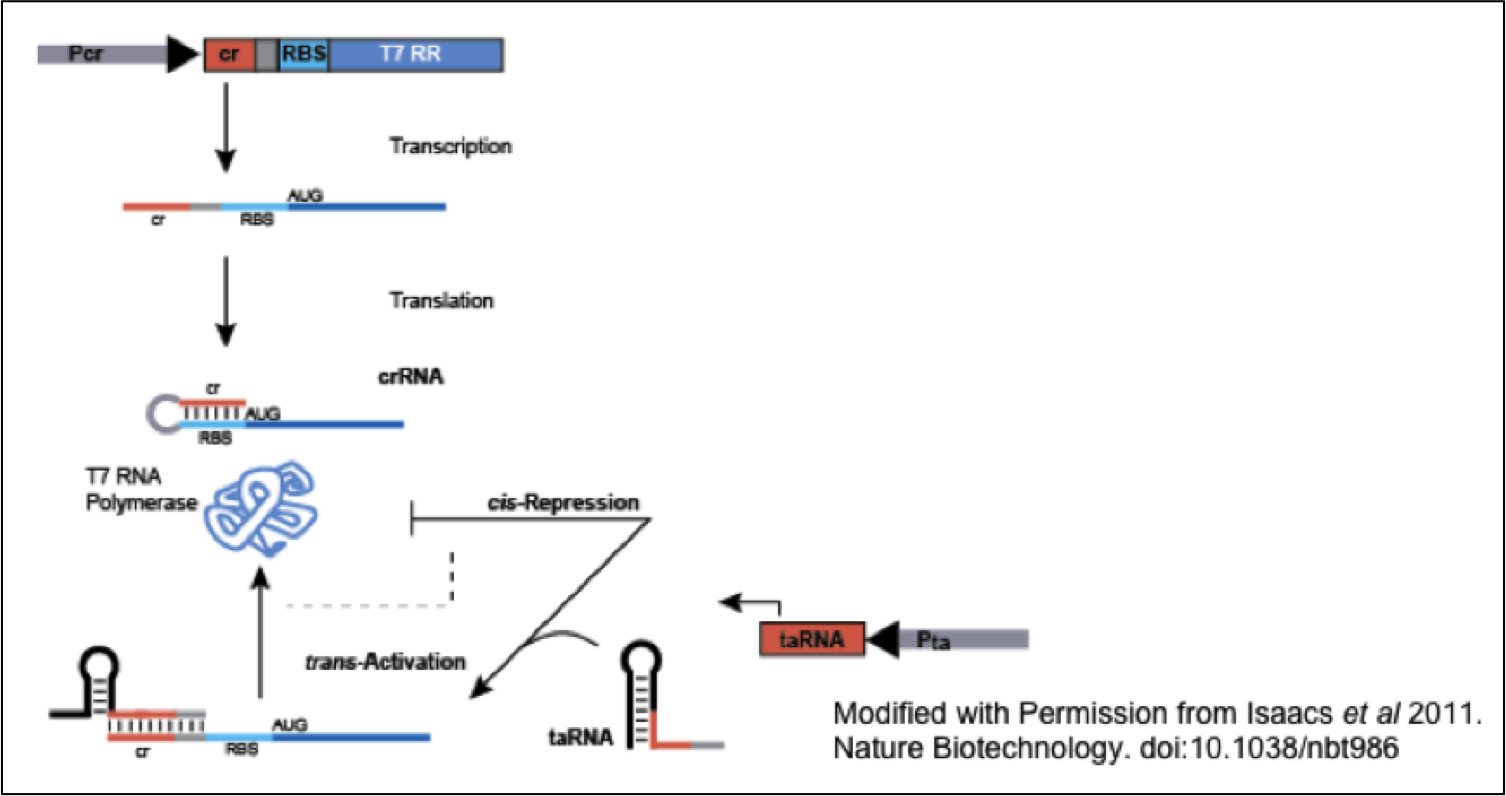 Pcr cr RBS T7 RR
Transcription
AUG
cr RBS
Translation
crRNA
cr
AUG
RBS
T7 RNA
Polymerase
cis-Repression
taRNA Pta
trans-Activation
AUG
cr RBS
taRNA
Modified with Permission from Isaacs et al 2011.
Nature Biotechnology. doi:10.1038/nbt986